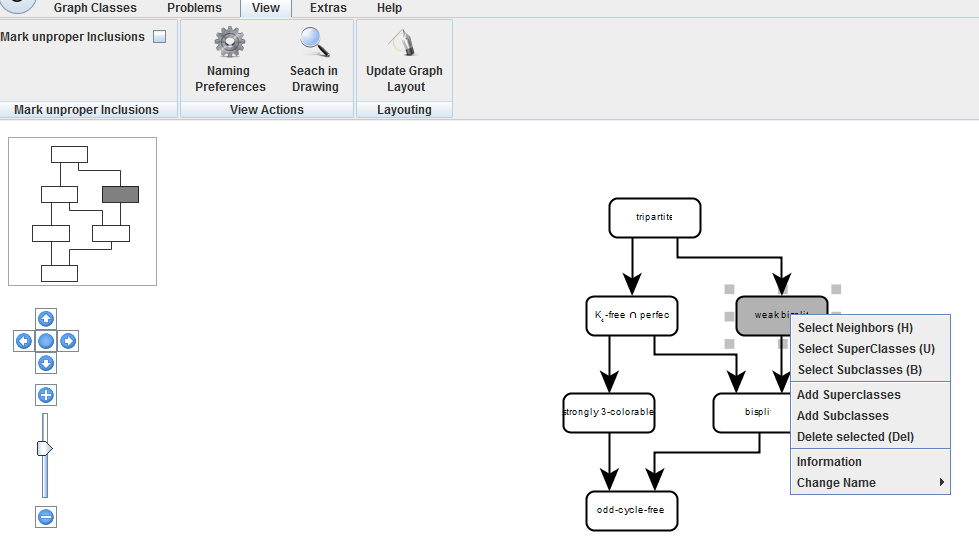 Graph Classes Problems View Extras Help
Mark unproper Inclusions
Naming Preferences
Seach in Drawing
Update Graph Layout
Mark unproper Inclusions
View Actions
Layouting
tripartite
K4-free ∩ perfec
weak
Select Neighbors (H)
Select SuperClasses (U)
Select Subclasses (B)
Add Superclasses
Add Subclasses
Delete selected (Del)
Information
Change Name
strongly 3-colorable
bispli
odd-cycle-free